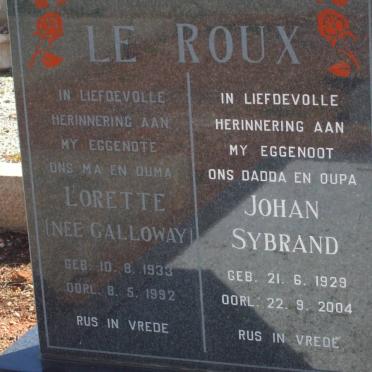 LE ROUX
IN LIEFDEVOLLE
HERINNERING AAN
MY EGGENOTE
ONS MA EN OUMA
LORETTE
(NEE GALLOWAY)
GEB. 10. 8. 1933
OORL. 8. 5. 1992
RUS IN VREDE
IN LIEFDEVOLLE
HERINNERING AAN
MY EGGENOOT
ONS DADDA EN OUPA
JOHAN
SYBRAND
GEB. 21. 6. 1929
OORL. 22. 9. 2004
RUS IN VREDE